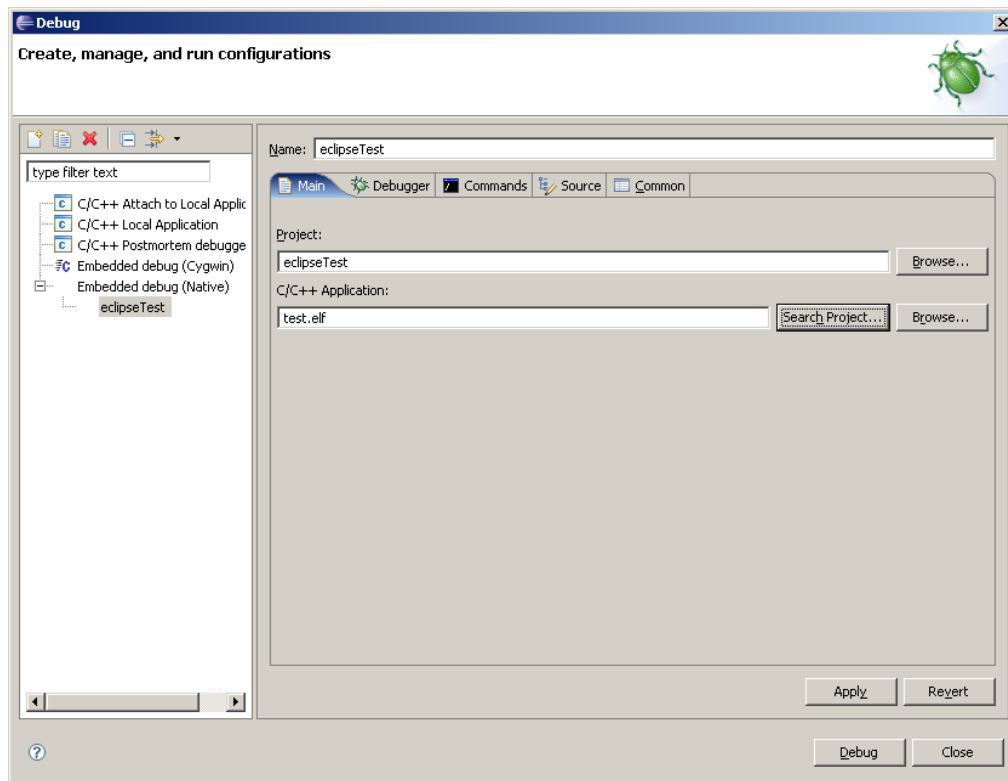 Debug
Create, manage, and run configurations
type filter text
C/C++ Attach to Local Applic
C/C++ Local Application
C/C++ Postmortem debugge
Embedded debug (Cygwin)
Embedded debug (Native)
eclipseTest
Name: eclipseTest
Main Debugger Commands Source Common
Project:
eclipseTest Browse...
C/C++ Application:
test.elf Search Project... Browse...
Apply Revert
Debug Close